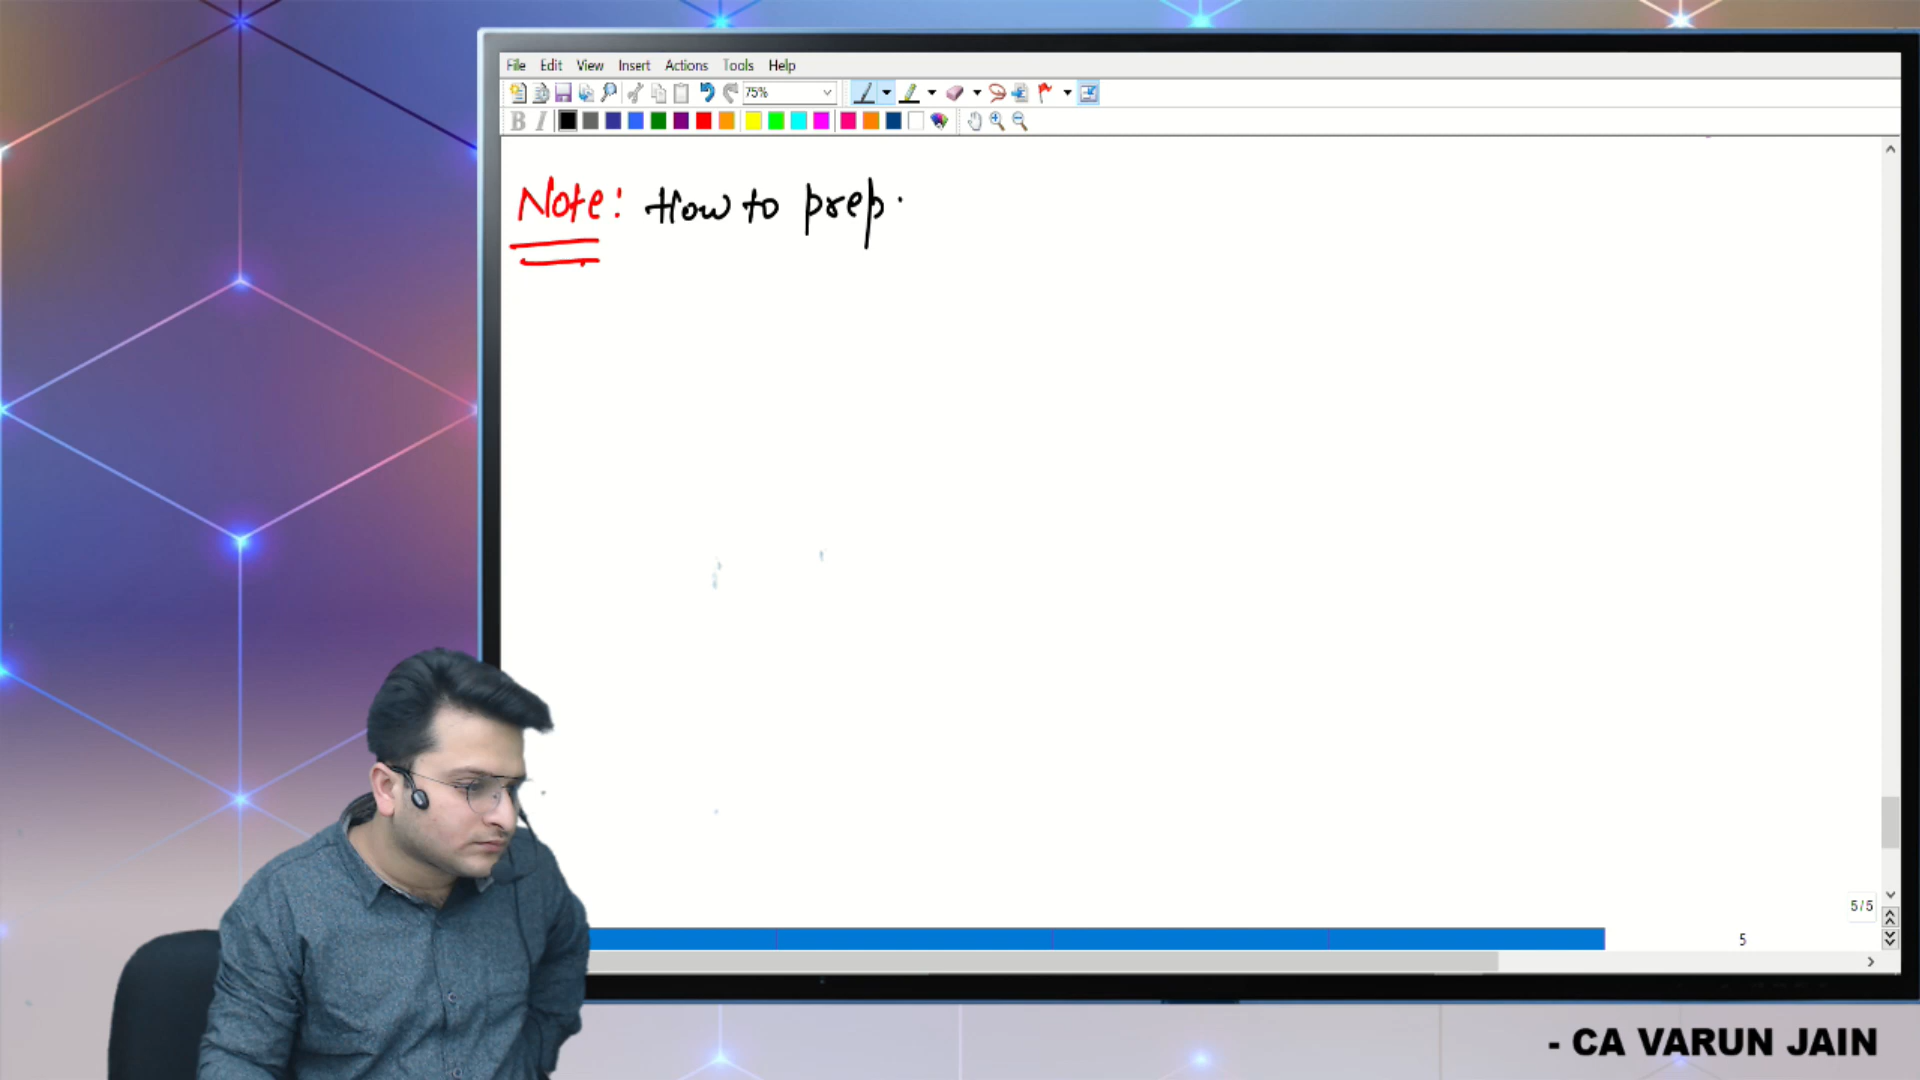 File Edit View Insert Actions Tools Help
75%
B I
Note: How to prep.
5/5
5
- CA VARUN JAIN